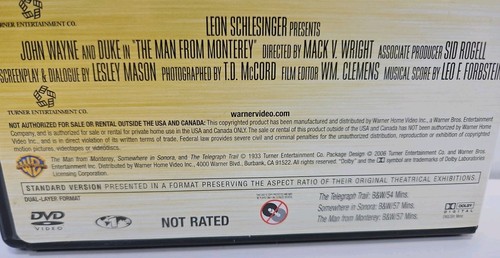 TURNER ENTERTAINMENT CO.
LEON SCHLESINGER PRESENTS
JOHN WAYNE AND DUKE IN "THE MAN FROM MONTEREY" DIRECTED BY MACK V. WRIGHT ASSOCIATE PRODUCER SID ROGELL
SCREENPLAY & DIALOGUE BY LESLEY MASON PHOTOGRAPHED BY T.D. McCORD FILM EDITOR WM. CLEMENS MUSICAL SCORE BY LEO F. FORBSTEIN
TURNER ENTERTAINMENT CO.
warnervideo.com
NOT AUTHORIZED FOR SALE OR RENTAL OUTSIDE THE USA AND CANADA: This copyrighted product has been manufactured and distributed by Warner Home Video Inc., a Warner Bros. Entertainment
Company, and is authorized for sale or rental for private home use in the USA and Canada ONLY. The sale or rental of this product outside the USA and Canada has NOT been authorized by Warner Home
Video Inc., and is in direct violation of its written terms of trade. Federal law provides severe civil and criminal penalties for the unauthorized reproduction, distribution, or exhibition of copyrighted
motion pictures, videotapes or videodiscs.
WB
The Man from Monterey, Somewhere in Sonora, and The Telegraph Trail © 1933 Turner Entertainment Co. Package Design © 2008 Turner Entertainment Co. and Warner Bros.
Entertainment Inc Distributed by Warner Home Video Inc., 4000 Warner Blvd., Burbank, CA 91522. All rights reserved. "Dolby" and the symbol are trademarks of Dolby Laboratories
Licensing Corporation.
STANDARD VERSION PRESENTED IN A FORMAT PRESERVING THE ASPECT RATIO OF THEIR ORIGINAL THEATRICAL EXHIBITIONS.
DUAL-LAYER FORMAT
DVD
VIDEO
NOT RATED
The Telegraph Trail: B&W/54 Mins.
Somewhere in Sonora: B&W/57 Mins.
The Man from Monterey: B&W/57 Mins.
DOLBY
DIGITAL